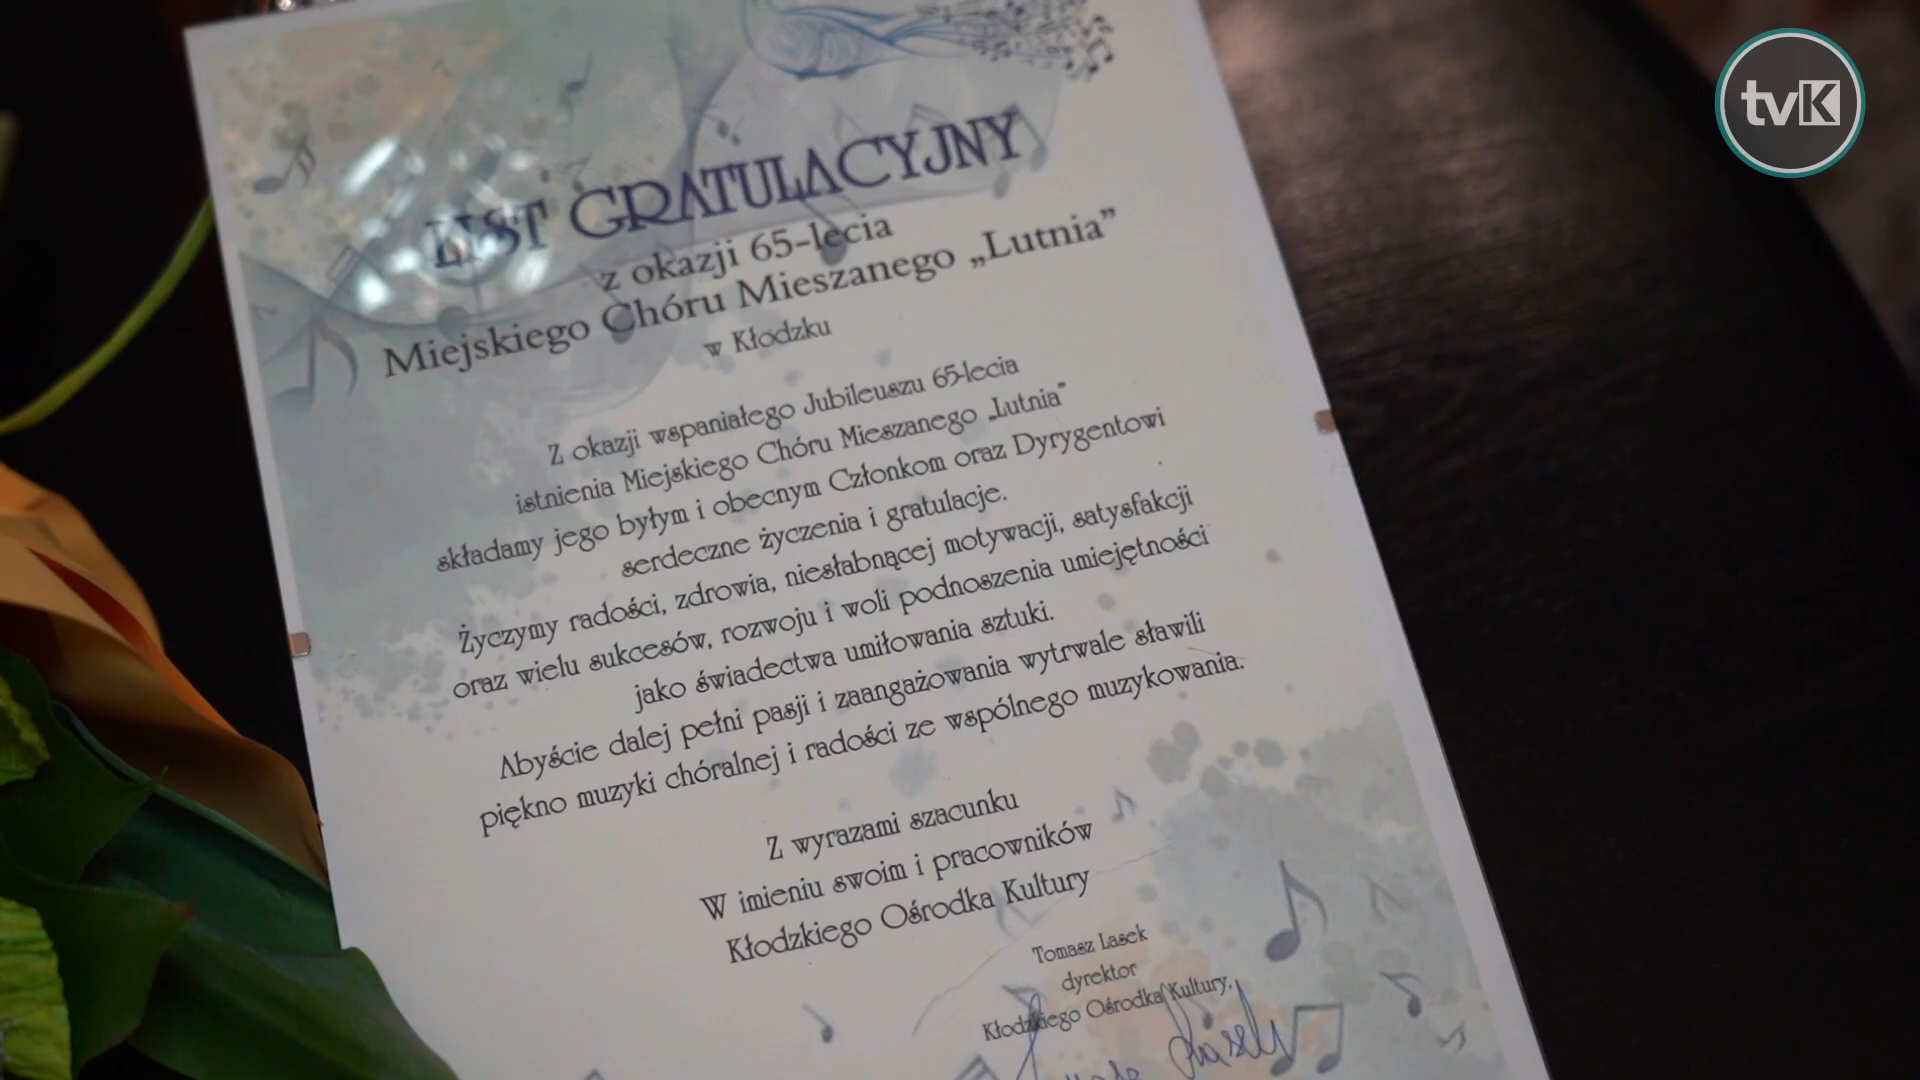 tvK
LIST GRATULACYJNY
z okazji 65-lecia
Miejskiego Chóru Mieszanego „Lutnia”
w Kłodzku
Z okazji wspaniałego Jubileuszu 65-lecia
istnienia Miejskiego Chóru Mieszanego „Lutnia”
składamy jego byłym i obecnym Członkom oraz Dyrygentowi
serdeczne życzenia i gratulacje.
Życzymy radości, zdrowia, niesłabnącej motywacji, satysfakcji
oraz wielu sukcesów, rozwoju i woli podnoszenia umiejętności
jako świadectwa umiłowania sztuki.
Abyście dalej pełni pasji i zaangażowania wytrwale sławili
piękno muzyki chóralnej i radości ze wspólnego muzykowania.
Z wyrazami szacunku
W imieniu swoim i pracowników
Kłodzkiego Ośrodka Kultury
Tomasz Lasek
dyrektor
Kłodzkiego Ośrodka Kultury,